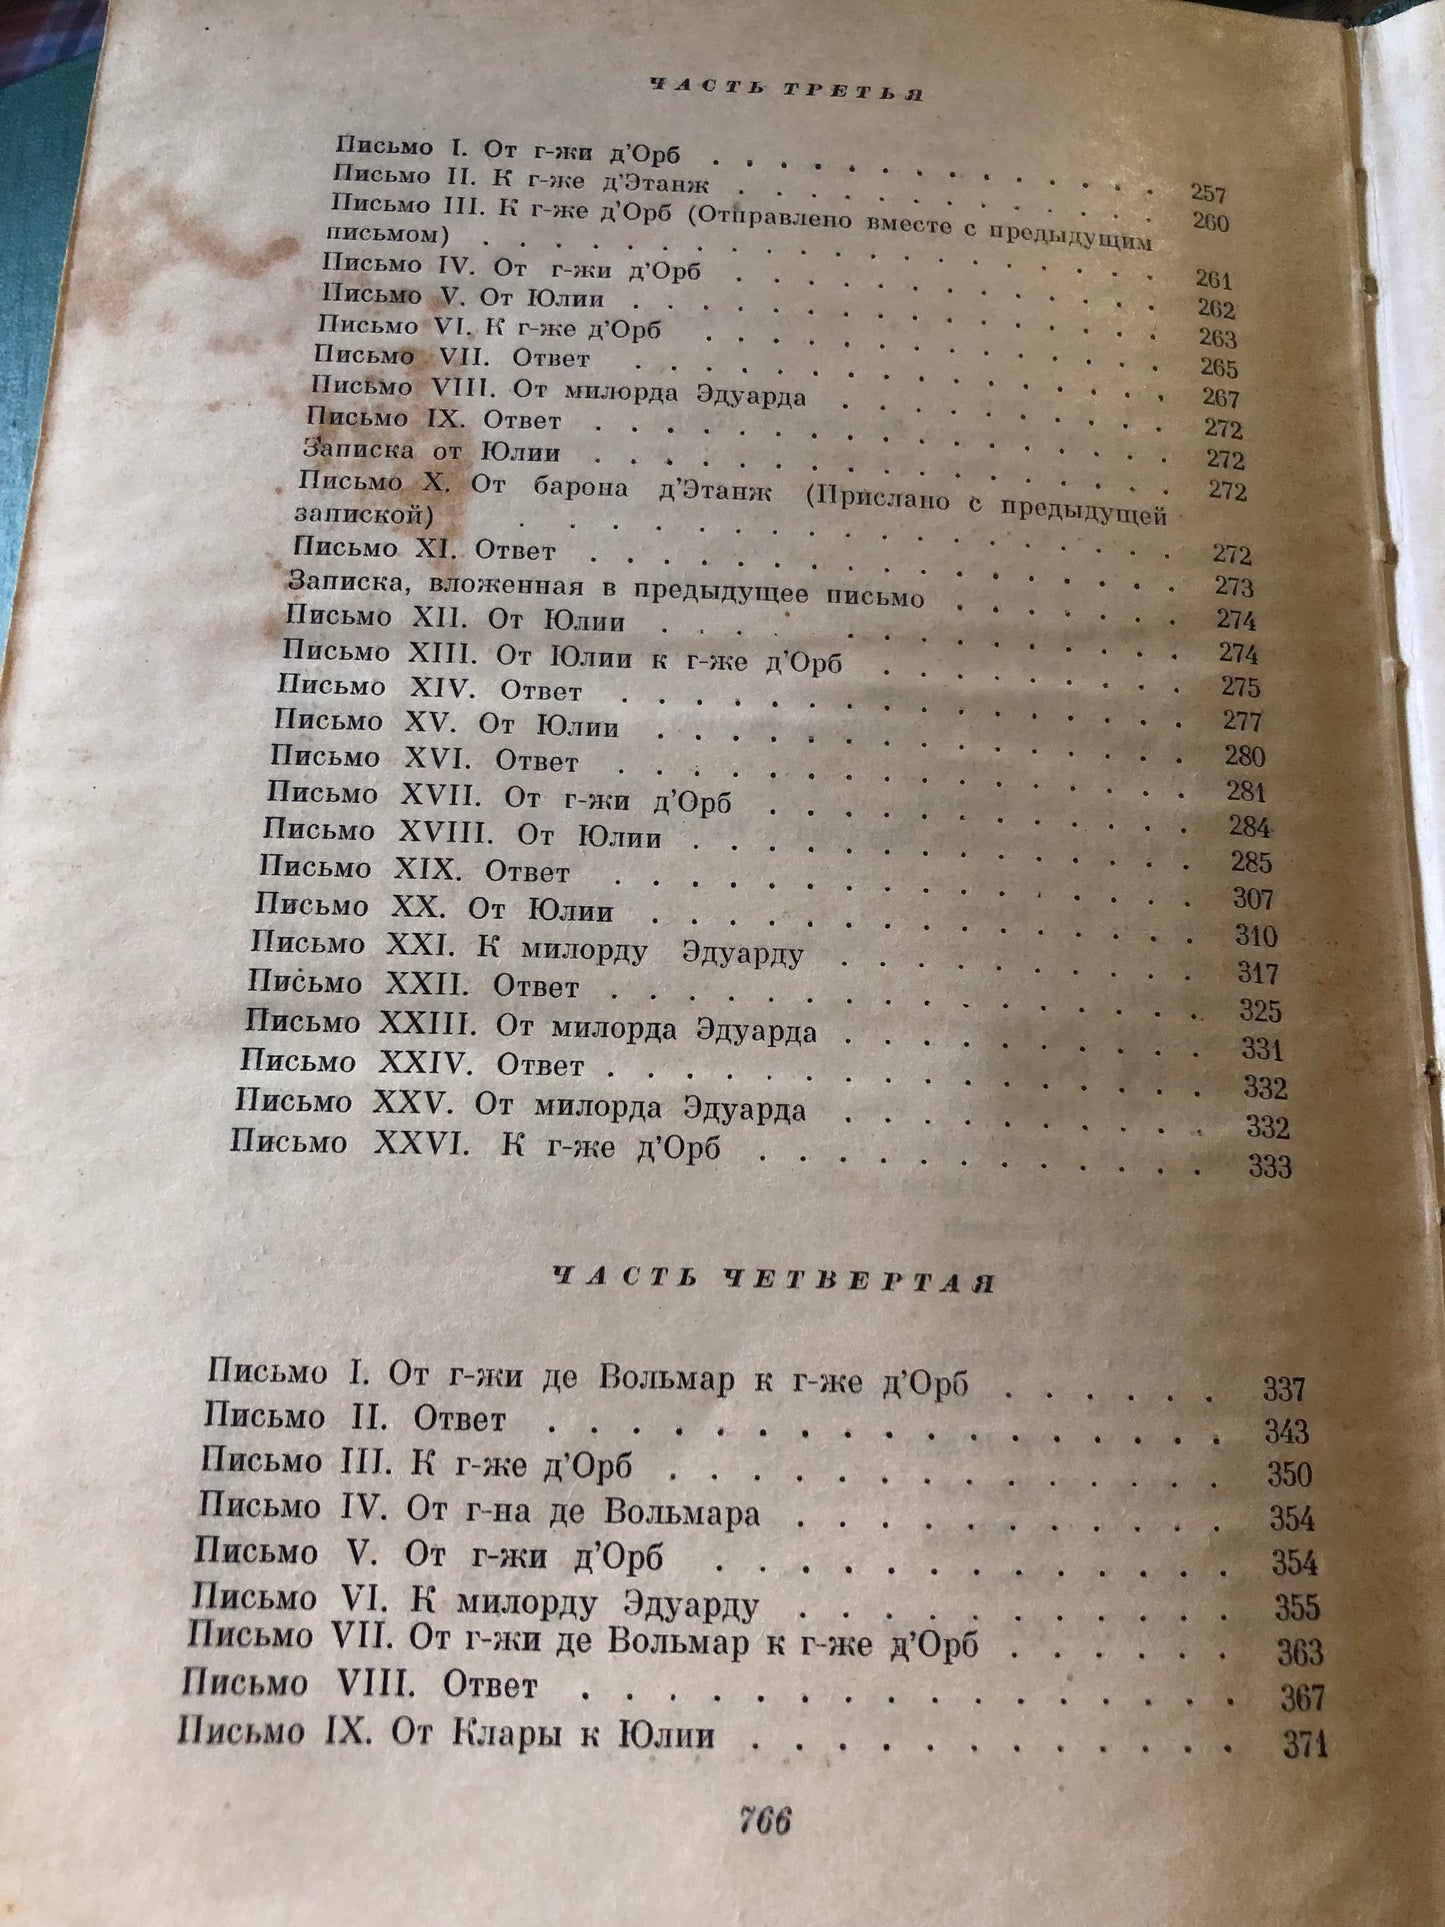 ЧАСТЬ ТРЕТЬЯ
Письмо I. От г-жи д'Орб . . . . . . . . . . . . . . 257
Письмо II. К г-же д'Этанж . . . . . . . . . . . . . 260
Письмо III. К г-же д'Орб (Отправлено вместе с предыдущим
письмом) . . . . . . . . . . . . . . . . . . 261
Письмо IV. От г-жи д'Орб . . . . . . . . . . . . . 262
Письмо V. От Юлии . . . . . . . . . . . . . . . 263
Письмо VI. К г-же д'Орб . . . . . . . . . . . . . 265
Письмо VII. Ответ . . . . . . . . . . . . . . . 267
Письмо VIII. От милорда Эдуарда . . . . . . . . . . 272
Письмо IX. Ответ . . . . . . . . . . . . . . . . 272
Записка от Юлии . . . . . . . . . . . . . . . . 272
Письмо X. От барона д'Этанж (Прислано с предыдущей
запиской) . . . . . . . . . . . . . . . . . 272
Письмо XI. Ответ . . . . . . . . . . . . . . . . 273
Записка, вложенная в предыдущее письмо . . . . . . . 274
Письмо XII. От Юлии . . . . . . . . . . . . . . 274
Письмо XIII. От Юлии к г-же д'Орб . . . . . . . . . 275
Письмо XIV. Ответ . . . . . . . . . . . . . . . 277
Письмо XV. От Юлии . . . . . . . . . . . . . . 280
Письмо XVI. Ответ . . . . . . . . . . . . . . . 281
Письмо XVII. От г-жи д'Орб . . . . . . . . . . . . 284
Письмо XVIII. От Юлии . . . . . . . . . . . . . 285
Письмо XIX. Ответ . . . . . . . . . . . . . . . 307
Письмо XX. От Юлии . . . . . . . . . . . . . . 310
Письмо XXI. К милорду Эдуарду . . . . . . . . . . 317
Письмо XXII. Ответ . . . . . . . . . . . . . . . 325
Письмо XXIII. От милорда Эдуарда . . . . . . . . . . 331
Письмо XXIV. Ответ . . . . . . . . . . . . . . . 332
Письмо XXV. От милорда Эдуарда . . . . . . . . . . 332
Письмо XXVI. К г-же д'Орб . . . . . . . . . . . . 333
ЧАСТЬ ЧЕТВЕРТАЯ
Письмо I. От г-жи де Вольмар к г-же д'Орб . . . . . . 337
Письмо II. Ответ . . . . . . . . . . . . . . . . 343
Письмо III. К г-же д'Орб . . . . . . . . . . . . . 350
Письмо IV. От г-на де Вольмара . . . . . . . . . . . 354
Письмо V. От г-жи д'Орб . . . . . . . . . . . . . 354
Письмо VI. К милорду Эдуарду . . . . . . . . . . . 355
Письмо VII. От г-жи де Вольмар к г-же д'Орб . . . . . . 363
Письмо VIII. Ответ . . . . . . . . . . . . . . . . 367
Письмо IX. От Клары к Юлии . . . . . . . . . . . . 371
766